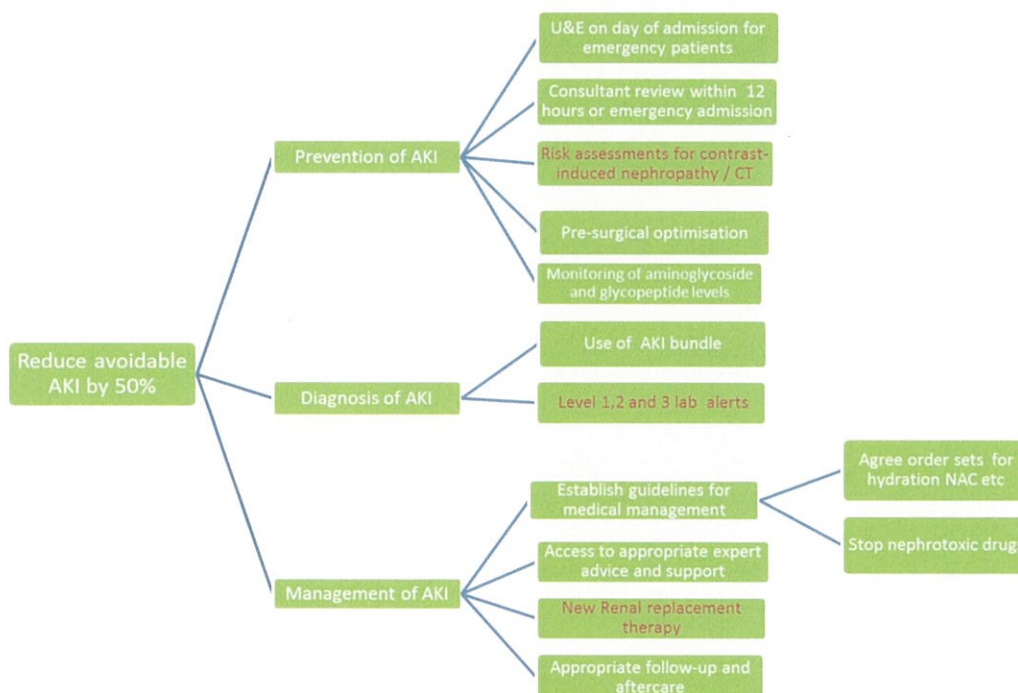 Reduce avoidable
AKI by 50%
Prevention of AKI
U&E on day of admission for
emergency patients
Consultant review within 12
hours or emergency admission
Risk assessments for contrast-
induced nephropathy / CT
Pre-surgical optimisation
Monitoring of aminoglycoside
and glycopeptide levels
Diagnosis of AKI
Use of AKI bundle
Level 1,2 and 3 lab alerts
Management of AKI
Establish guidelines for
medical management
Agree order sets for
hydration NAC etc
Stop nephrotoxic drug
Access to appropriate expert
advice and support
New Renal replacement
therapy
Appropriate follow-up and
aftercare